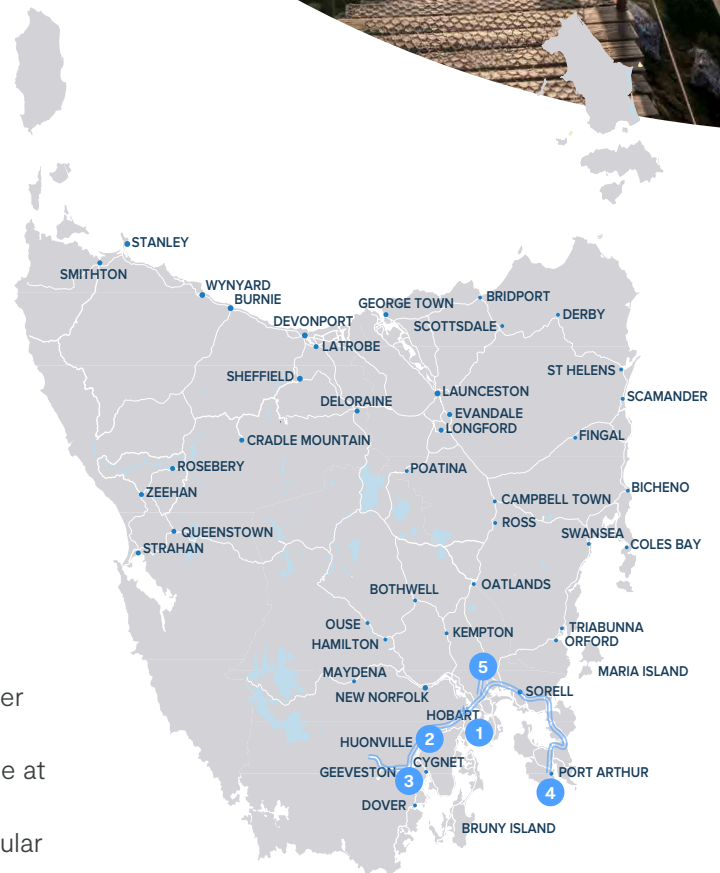 STANLEY
SMITHTON
WYNYARD
BURNIE
GEORGE TOWN
BRIDPORT
DERBY
DEVONPORT
SCOTTSDALE
LATROBE
ST HELENS
SHEFFIELD
LAUNCESTON
SCAMANDER
DELORAINE
EVANDALE
LONGFORD
FINGAL
CRADLE MOUNTAIN
ROSEBERY
POATINA
ZEEHAN
BICHENO
CAMPBELL TOWN
ROSS
QUEENSTOWN
SWANSEA
STRAHAN
COLES BAY
BOTHWELL
OATLANDS
OUSE
KEMPTON
TRIABUNNA
HAMILTON
ORFORD
5
MAYDENA
MARIA ISLAND
NEW NORFOLK
SORELL
er
HOBART
1
2
HUONVILLE
CYGNET
GEEVESTON
3
PORT ARTHUR
e at
4
DOVER
BRUNY ISLAND
ular